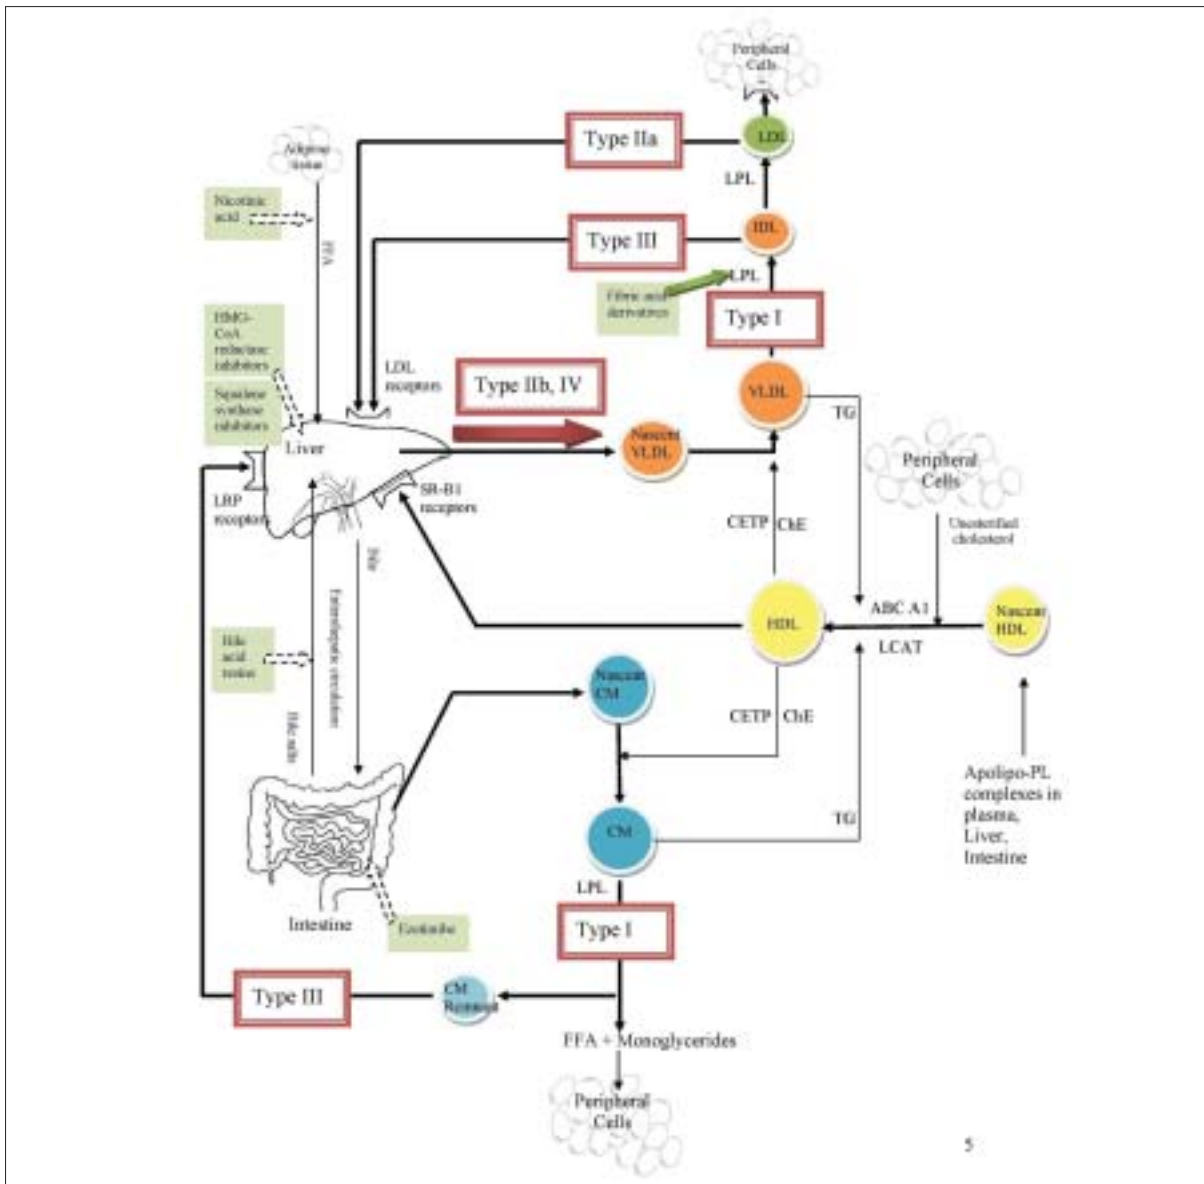 Peripheral
Cells
LDL
Type IIa
Adipose
tissue
LPL
Nicotinic
acid
FFA
IDL
Type III
LPL
Fibric acid
derivatives
Type I
HMG-
CoA
reductase
inhibitors
LDL
receptors
Type IIb, IV
VLDL
TG
Squalene
synthase
inhibitors
Liver
Nascent
VLDL
Peripheral
Cells
LRP
receptors
SR-B1
receptors
CETP
ChE
Unesterified
cholesterol
Bile
Enterohepatic circulation
Bile salts
HDL
ABC A1
LCAT
Nascent
HDL
Bile
acid
resins
Nascent
CM
CETP
ChE
Apolipo-PL
complexes in
plasma,
Liver,
Intestine
CM
TG
LPL
Intestine
Ezetimibe
Type I
Type III
CM
Remnant
FFA + Monoglycerides
Peripheral
Cells
5